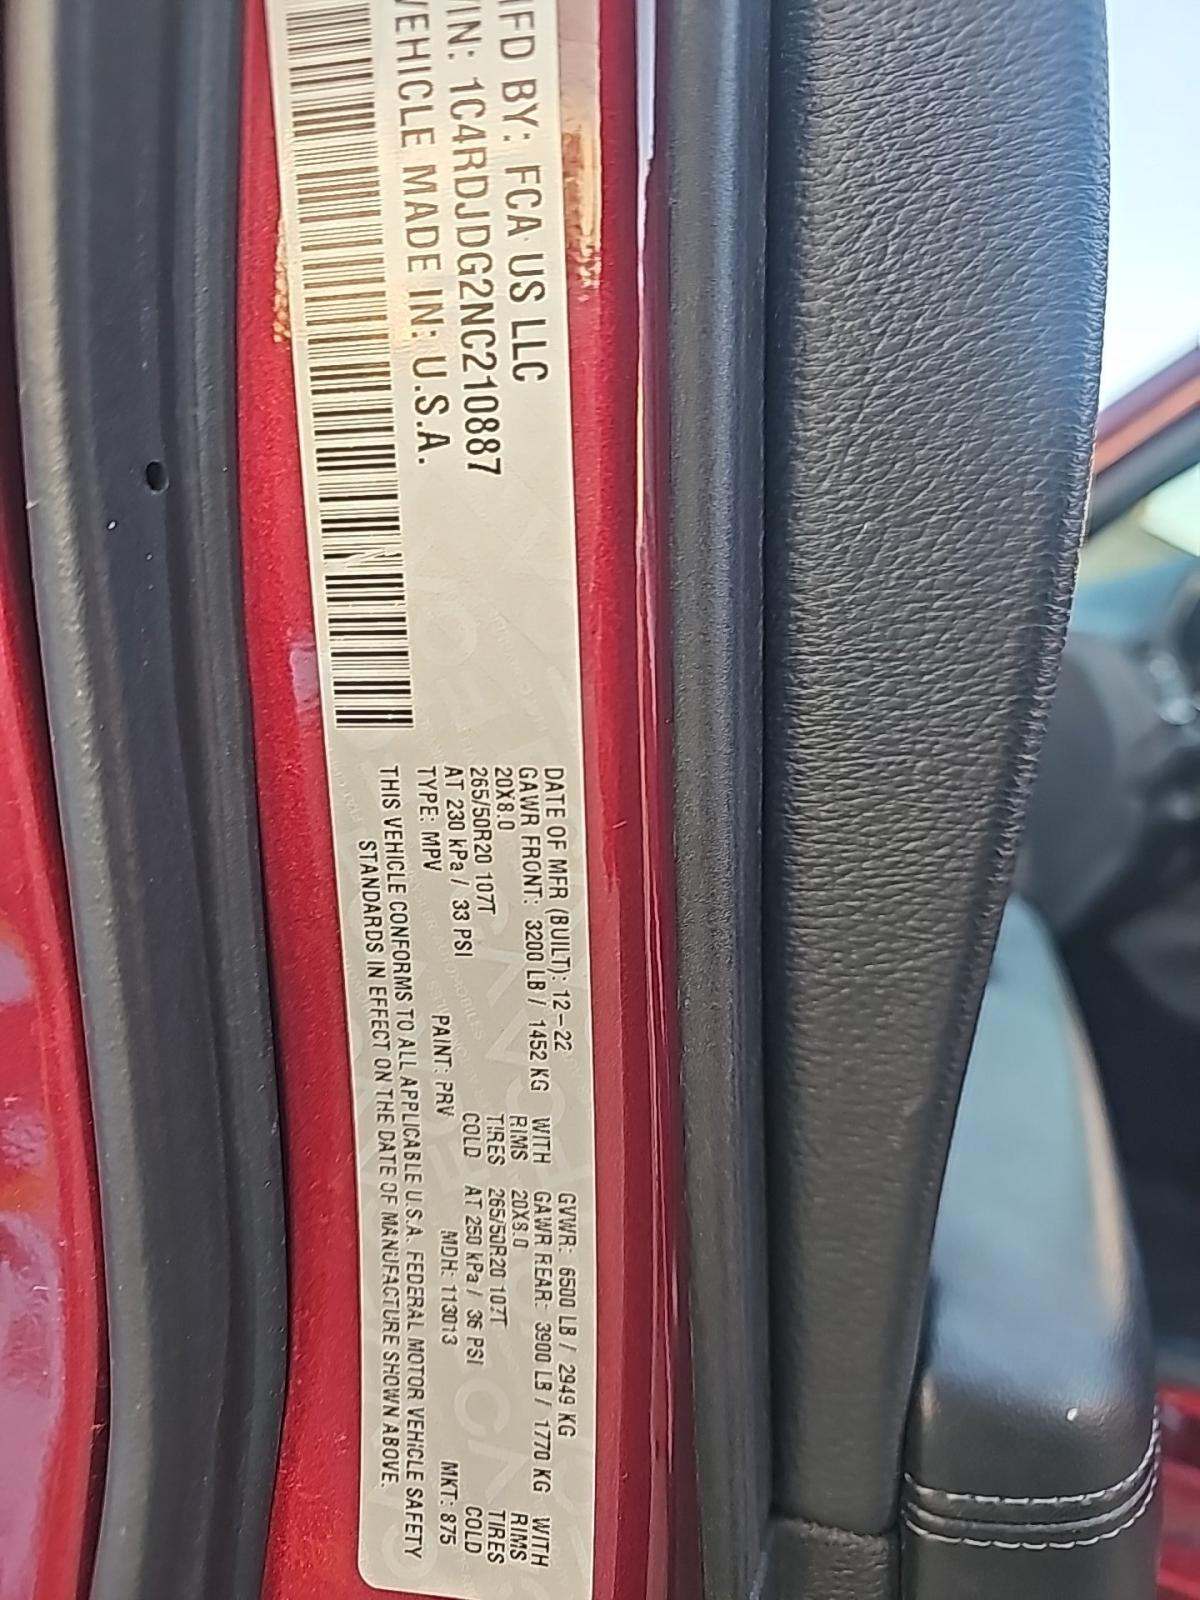 MFD BY: FCA US LLC
VIN: 1C4RDJDG2NC210887
VEHICLE MADE IN: U.S.A.
DATE OF MFR (BUILT): 12-22 GVWR: 6500 LB / 2949 KG
GAWR FRONT: 3200 LB / 1452 KG WITH GAWR REAR: 3900 LB / 1770 KG WITH
20X8.0 RIMS 20X8.0 RIMS
265/50R20 107T TIRES 265/50R20 107T TIRES
AT 230 kPa / 33 PSI COLD AT 250 kPa / 36 PSI COLD
TYPE: MPV PAINT: PRV MDH: 113013 MKT: 875
THIS VEHICLE CONFORMS TO ALL APPLICABLE U.S.A. FEDERAL MOTOR VEHICLE SAFETY
STANDARDS IN EFFECT ON THE DATE OF MANUFACTURE SHOWN ABOVE.